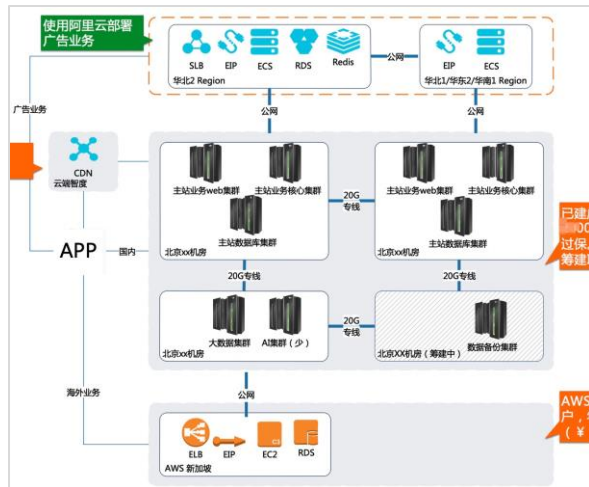 使用阿里云部署
广告业务
SLB
EIP
ECS
RDS
Redis
华北2 Region
公网
EIP
ECS
华北1/华东2/华南1 Region
广告业务
公网
公网
CDN
云端智度
主站业务web集群
主站业务核心集群
主站数据库集群
北京xx机房
20G
专线
主站业务web集群
主站业务核心集群
主站数据库集群
北京xx机房
已建
过保
筹建
APP
国内
20G专线
20G专线
大数据集群
AI集群（少）
北京xx机房
20G
专线
数据备份集群
北京XX机房（筹建中）
海外业务
公网
ELB
EIP
EC2
RDS
AWS 新加坡
AWS
户，
（￥